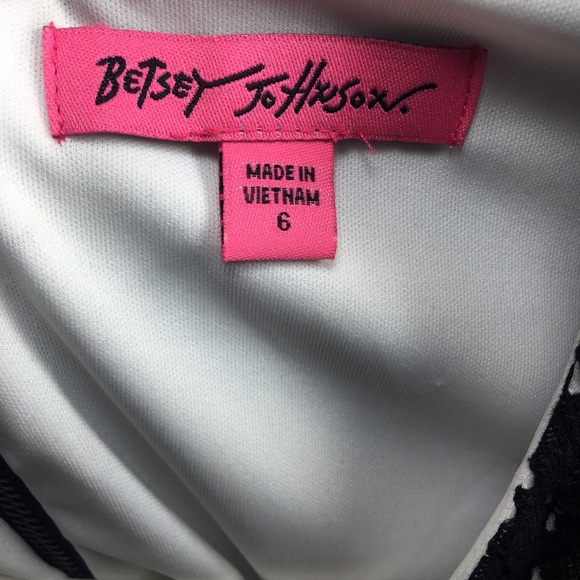 BETSEY JOHNSON.
MADE IN
VIETNAM
6